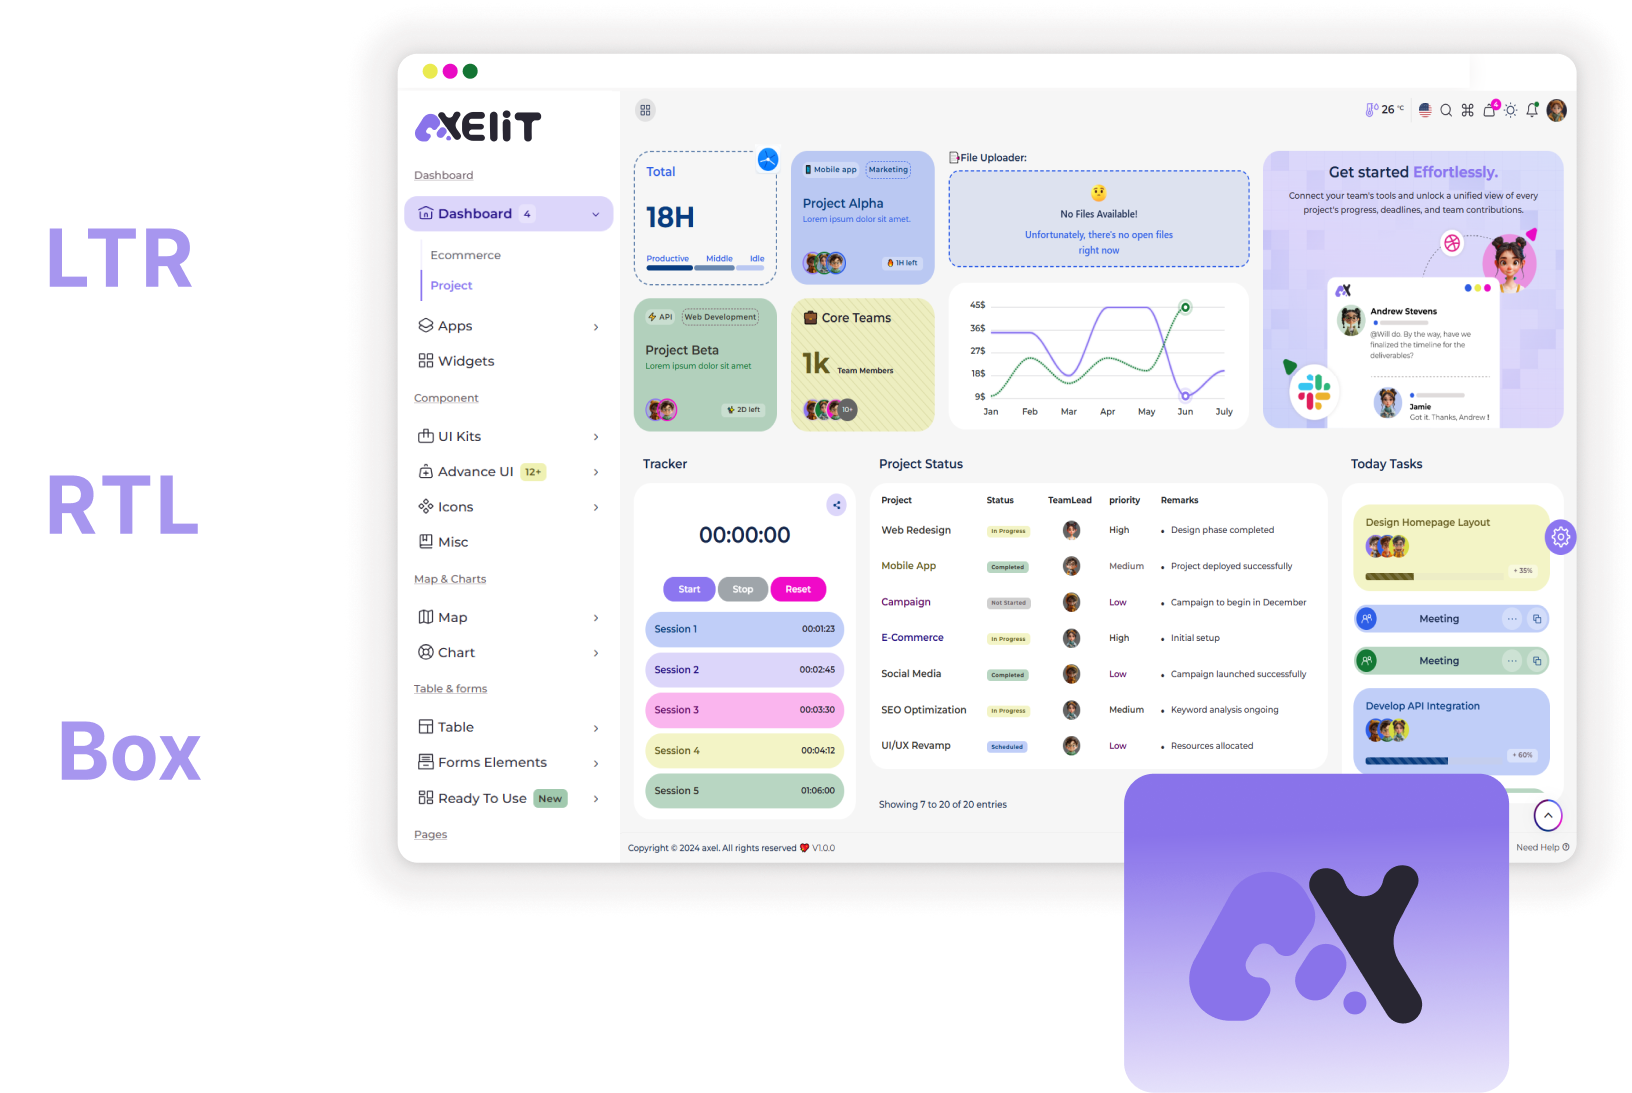 LTR
RTL
Box
AXELiT
Dashboard
Dashboard 4
Ecommerce
Project
Apps
Widgets
Component
UI Kits
Advance UI 12+
Icons
Misc
Map & Charts
Map
Chart
Table & forms
Table
Forms Elements
Ready To Use New
Pages
26 °C
4
Total
18H
Productive Middle Idle
Mobile app Marketing
Project Alpha
Lorem ipsum dolor sit amet.
1H left
API Web Development
Project Beta
Lorem ipsum dolor sit amet
2D left
Core Teams
1k Team Members
10+
File Uploader:
No Files Available!
Unfortunately, there's no open files
right now
45$
36$
27$
18$
9$
Jan Feb Mar Apr May Jun July
Get started Effortlessly.
Connect your team's tools and unlock a unified view of every
project's progress, deadlines, and team contributions.
Andrew Stevens
@Will do. By the way, have we
finalized the timeline for the
deliverables?
Jamie
Got it. Thanks, Andrew !
Tracker
00:00:00
Start Stop Reset
Session 1 00:01:23
Session 2 00:02:45
Session 3 00:03:30
Session 4 00:04:12
Session 5 01:06:00
Project Status
Project Status TeamLead priority Remarks
Web Redesign In Progress High • Design phase completed
Mobile App Completed Medium • Project deployed successfully
Campaign Not Started Low • Campaign to begin in December
E-Commerce In Progress High • Initial setup
Social Media Completed Low • Campaign launched successfully
SEO Optimization In Progress Medium • Keyword analysis ongoing
UI/UX Revamp Scheduled Low • Resources allocated
Showing 7 to 20 of 20 entries
Today Tasks
Design Homepage Layout
+ 35%
Meeting
Meeting
Develop API Integration
+ 60%
Copyright © 2024 axel. All rights reserved 💖 V1.0.0
Need Help
AX